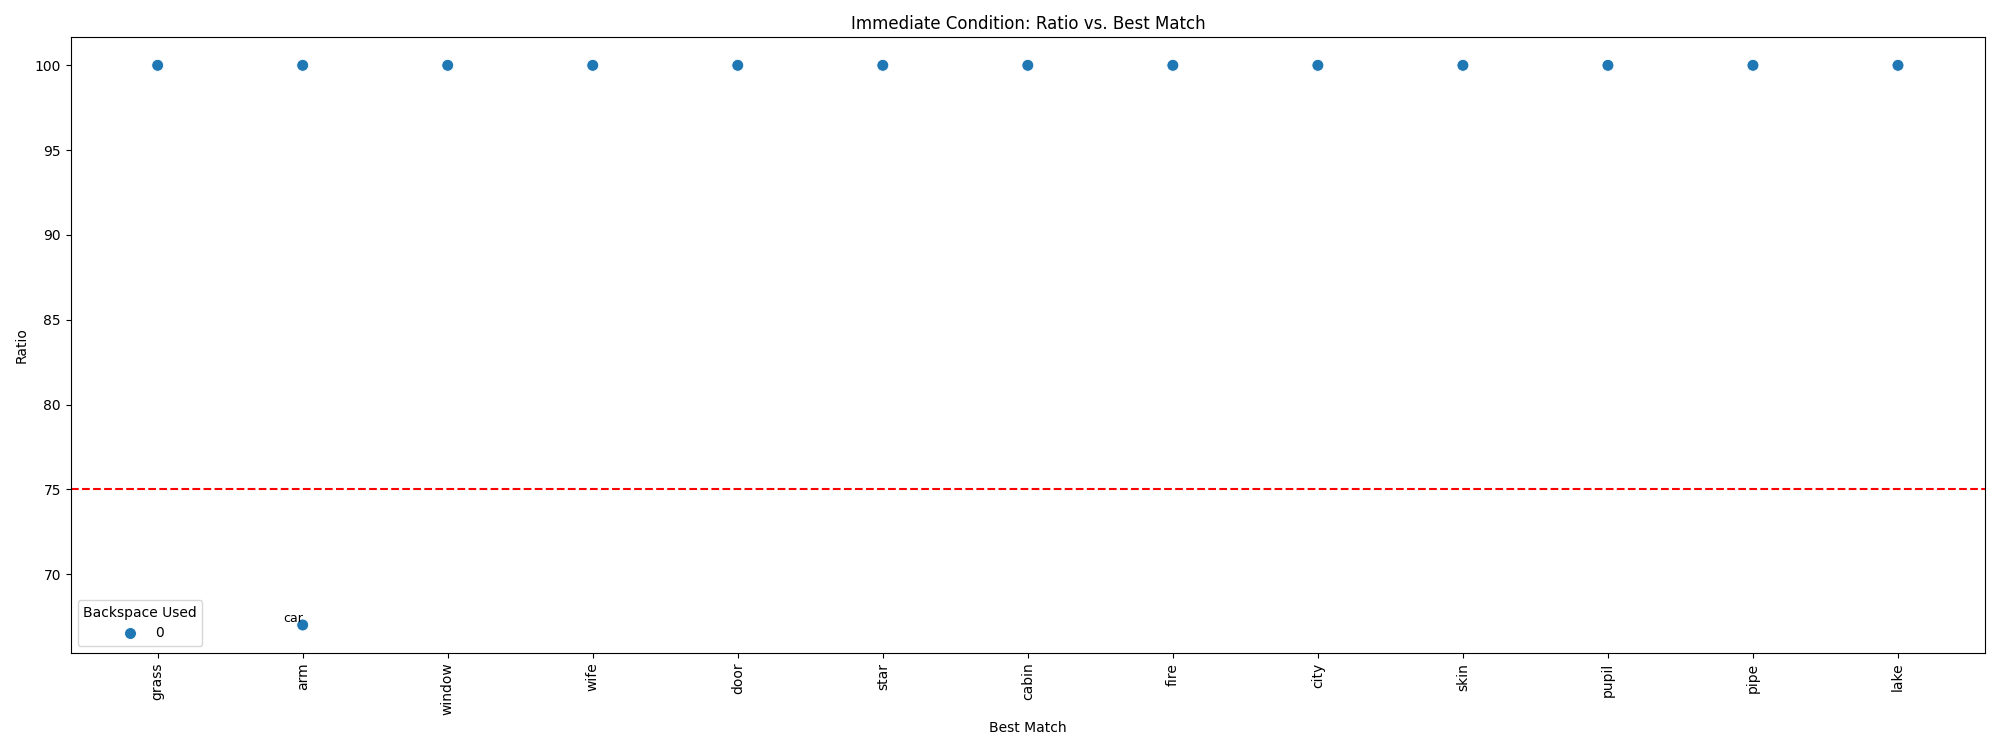 Immediate Condition: Ratio vs. Best Match
100
95
90
85
80
75
70
Ratio
car
Backspace Used
0
grass
arm
window
wife
door
star
cabin
fire
city
skin
pupil
pipe
lake
Best Match